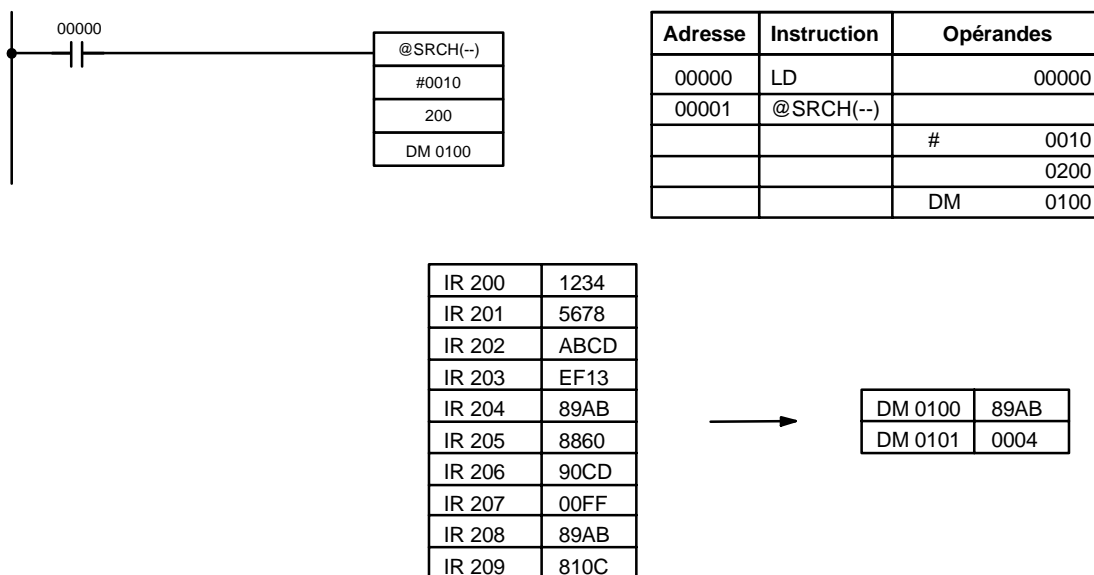 00000
@SRCH(--)
#0010
200
DM 0100
Adresse Instruction Opérandes
00000 LD 00000
00001 @SRCH(--)
# 0010
0200
DM 0100
IR 200 1234
IR 201 5678
IR 202 ABCD
IR 203 EF13
IR 204 89AB
IR 205 8860
IR 206 90CD
IR 207 00FF
IR 208 89AB
IR 209 810C
DM 0100 89AB
DM 0101 0004